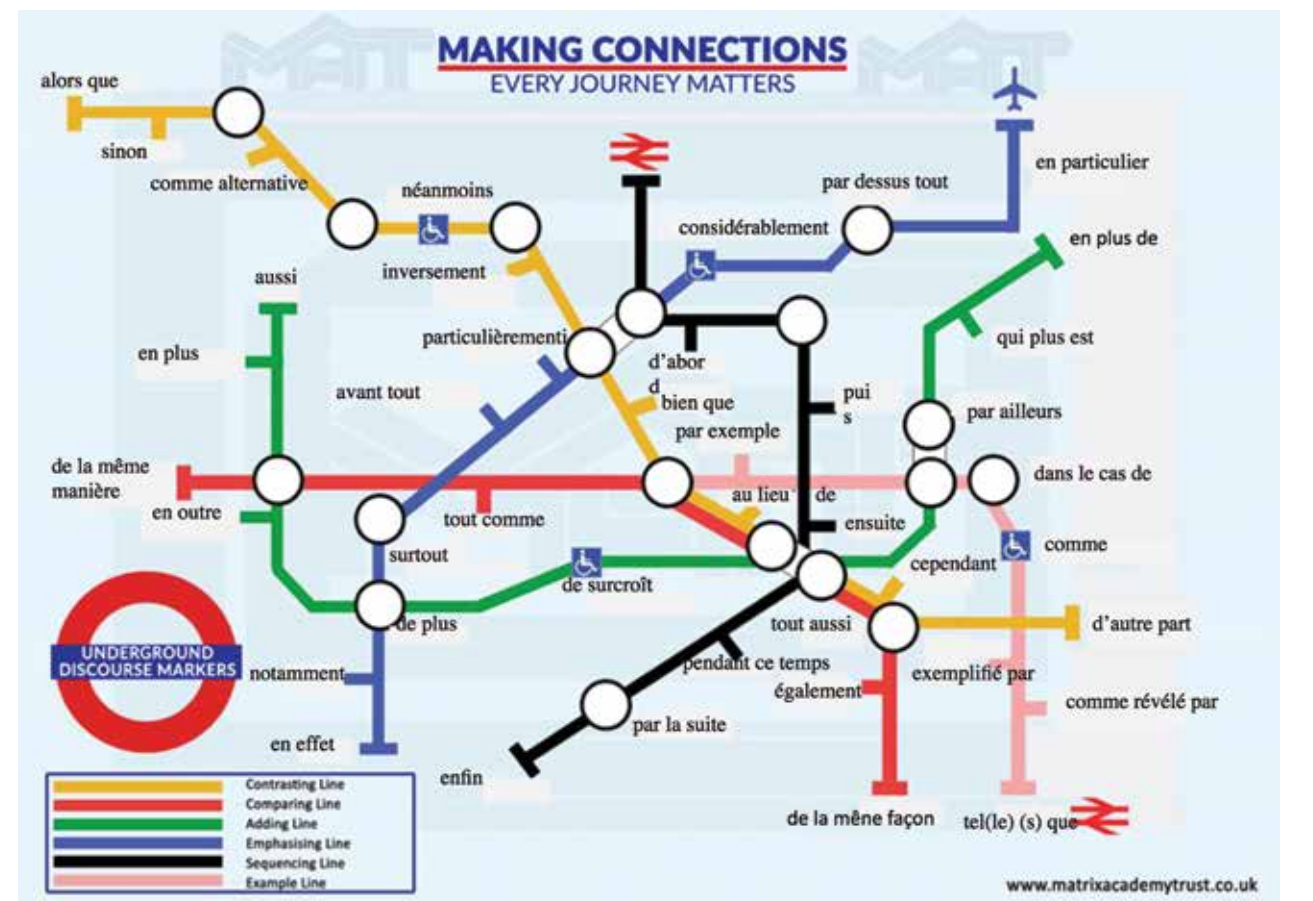 MAT
MAT
MAKING CONNECTIONS
EVERY JOURNEY MATTERS
alors que
sinon
comme alternative
néanmoins
inversement
par dessus tout
en particulier
considérablement
en plus de
aussi
particulièrementi
en plus
d'abor
d
qui plus est
avant tout
bien que
pui
s
par exemple
par ailleurs
de la même
manière
dans le cas de
en outre
tout comme
au lieu de
ensuite
surtout
comme
cependant
de surcroît
de plus
tout aussi
d'autre part
UNDERGROUND
DISCOURSE MARKERS
notamment
pendant ce temps
exemplifié par
également
comme révélé par
par la suite
en effet
enfin
de la mêne façon
tel(le) (s) que
Contrasting Line
Comparing Line
Adding Line
Emphasising Line
Sequencing Line
Example Line
www.matrixacademytrust.co.uk